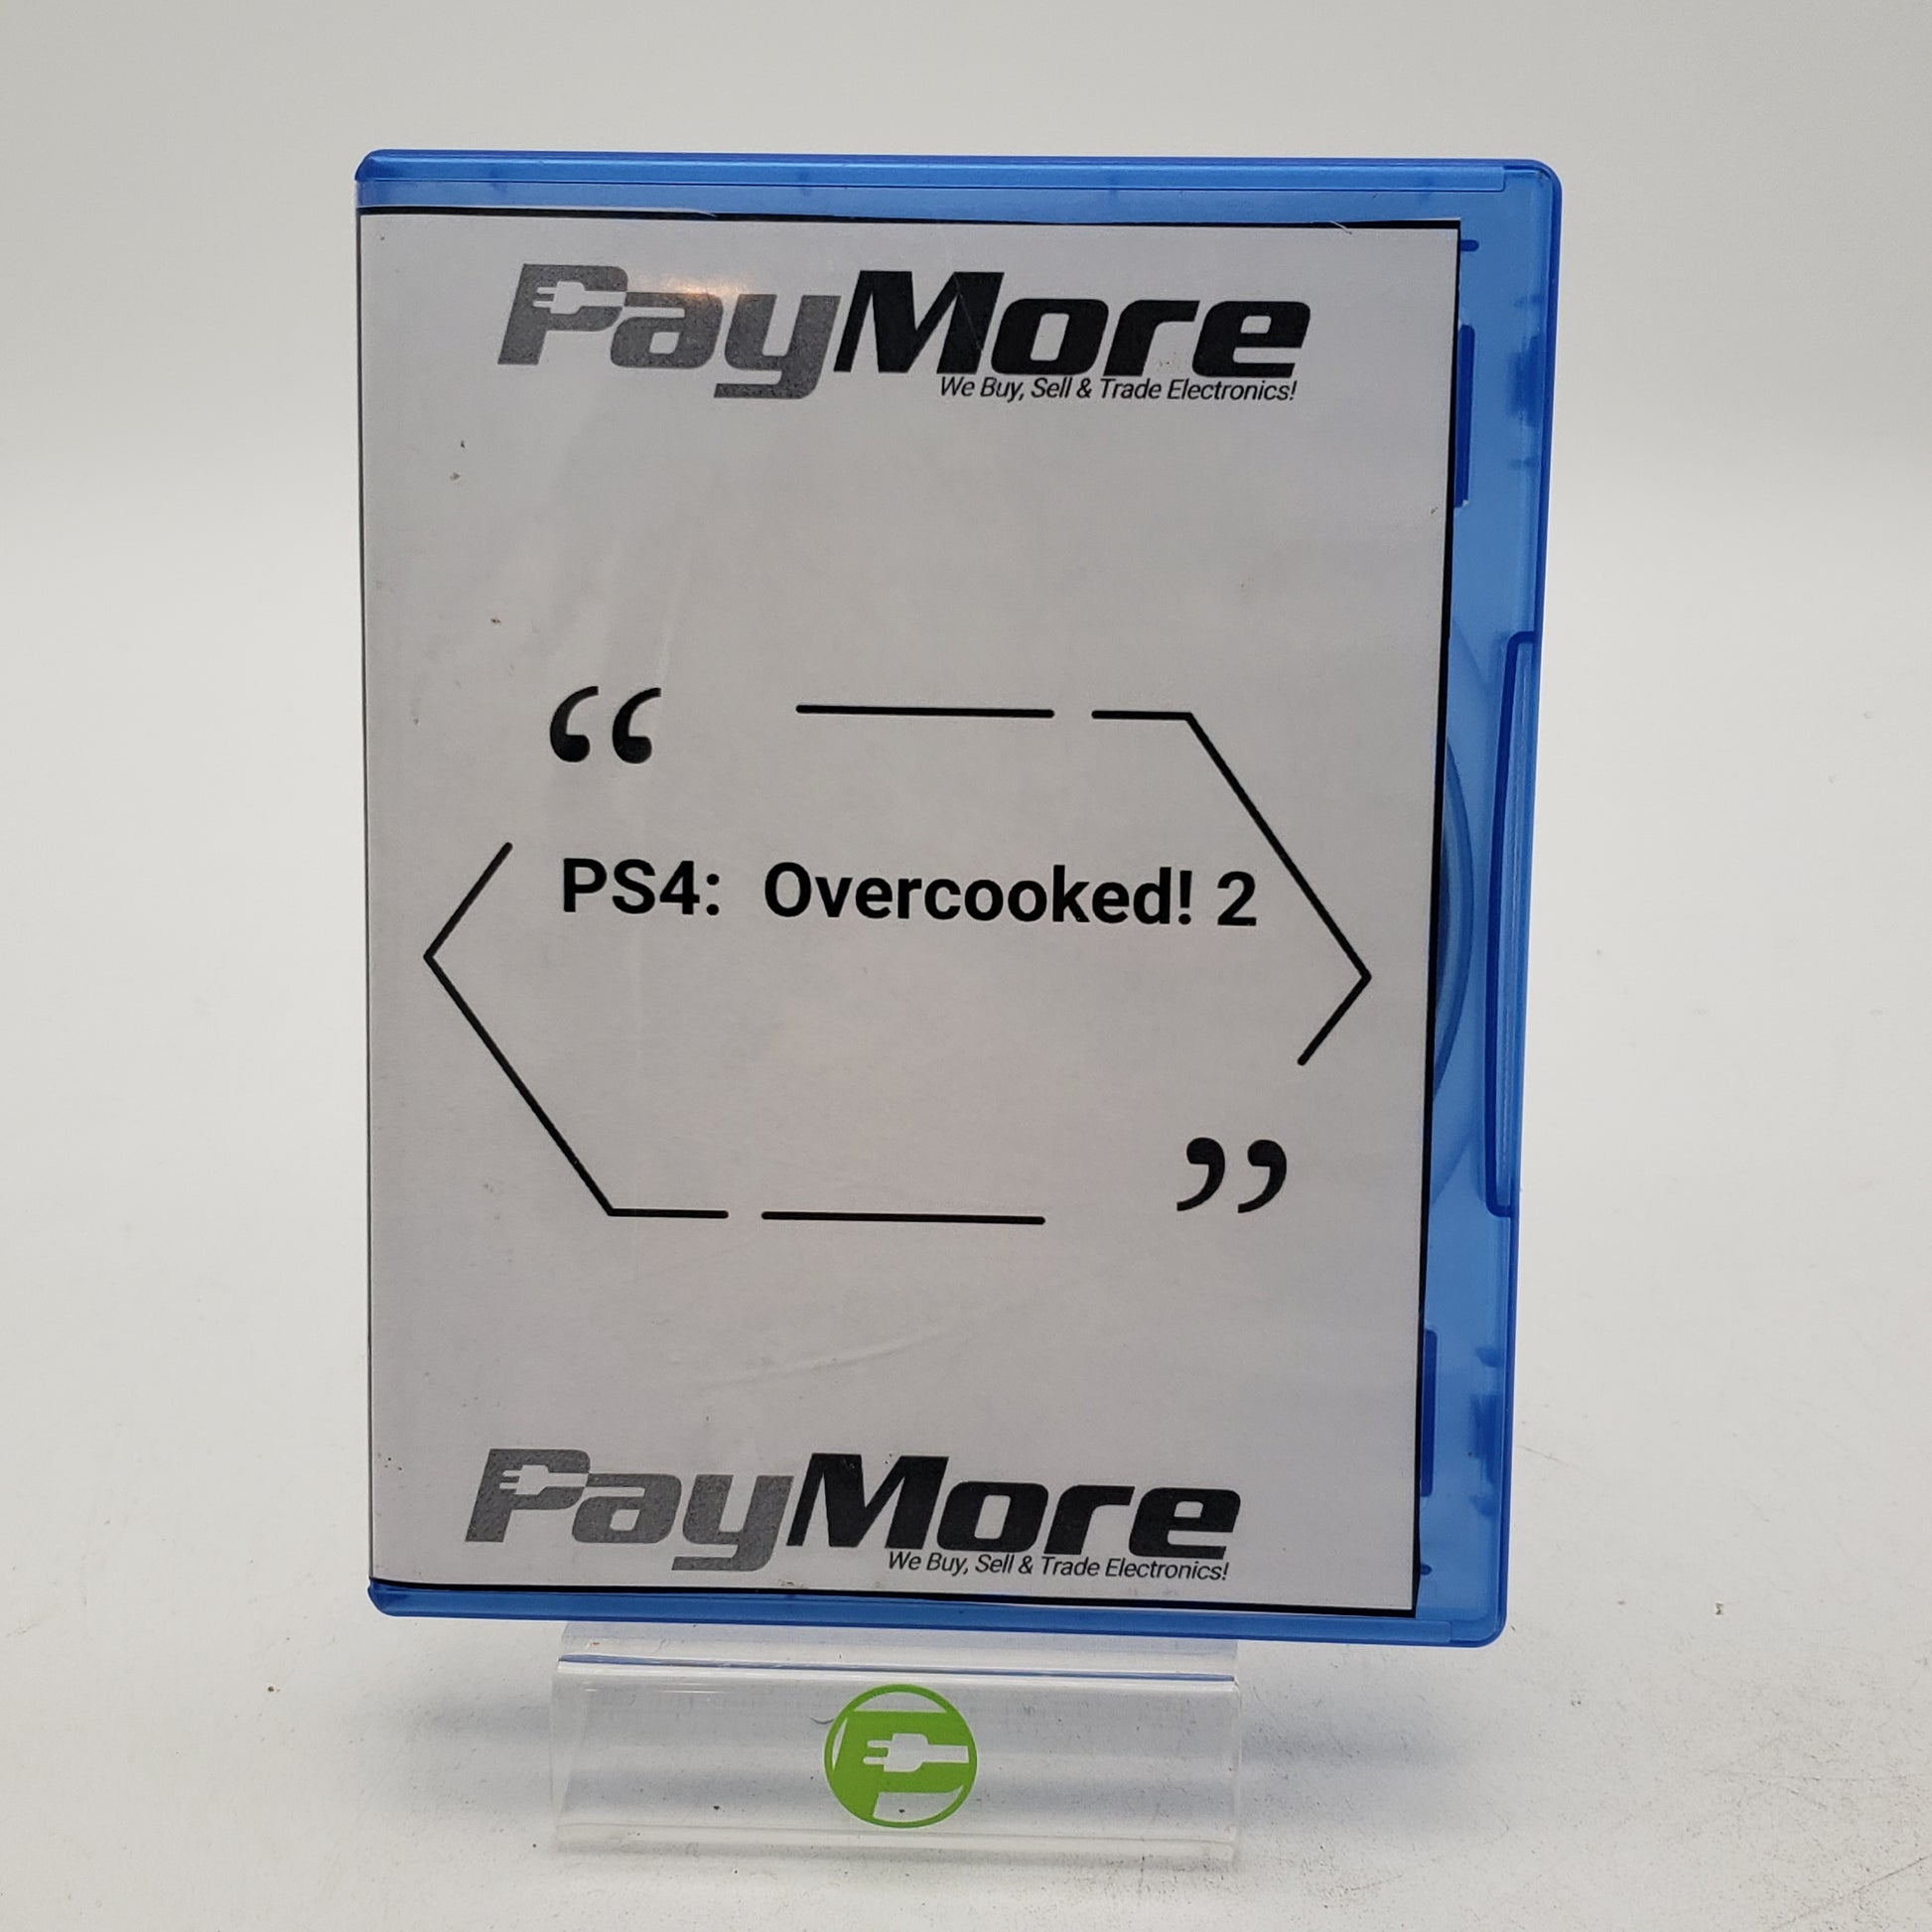 PayMore
We Buy, Sell & Trade Electronics!
“
PS4: Overcooked! 2
”
PayMore
We Buy, Sell & Trade Electronics!